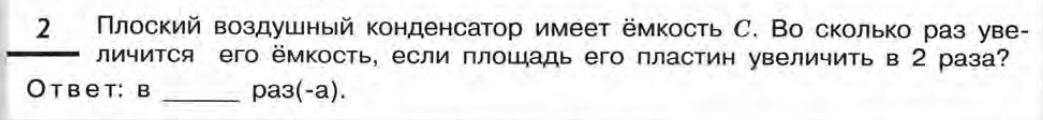 2 Плоский воздушный конденсатор имеет ёмкость C. Во сколько раз уве-
личится его ёмкость, если площадь его пластин увеличить в 2 раза?
Ответ: в ______ раз(-а).